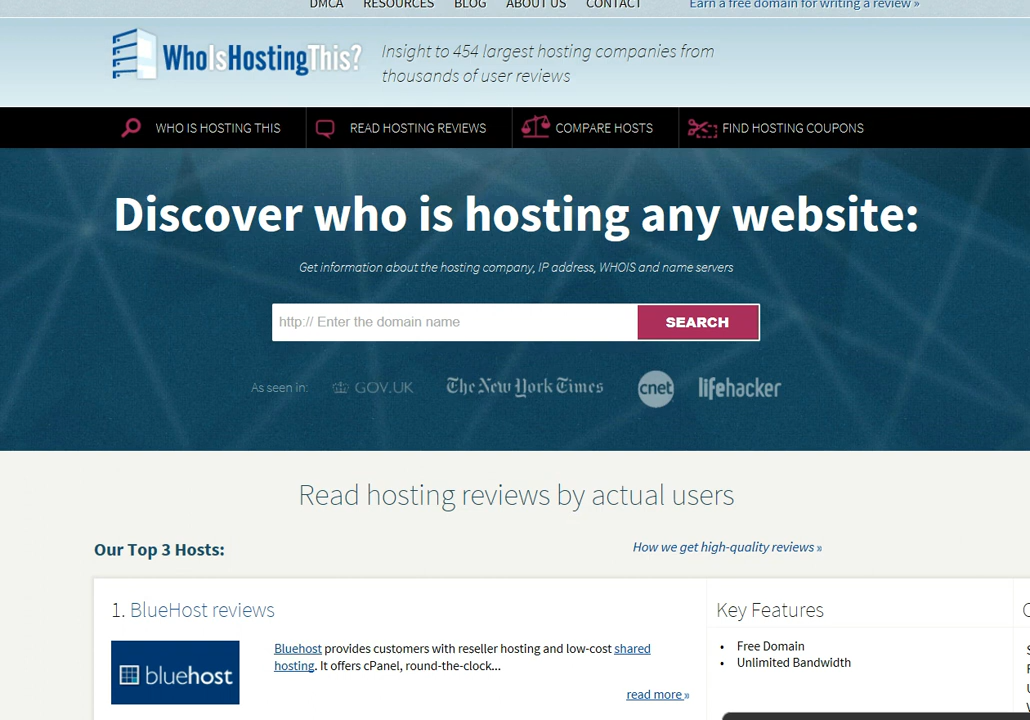 DMCA RESOURCES BLOG ABOUT US CONTACT Earn a free domain for writing a review »
WhoIsHostingThis?
Insight to 454 largest hosting companies from
thousands of user reviews
WHO IS HOSTING THIS READ HOSTING REVIEWS COMPARE HOSTS FIND HOSTING COUPONS
Discover who is hosting any website:
Get information about the hosting company, IP address, WHOIS and name servers
http:// Enter the domain name SEARCH
As seen in: GOV.UK The New York Times cnet lifehacker
Read hosting reviews by actual users
Our Top 3 Hosts: How we get high-quality reviews »
1. BlueHost reviews
bluehost
Bluehost provides customers with reseller hosting and low-cost shared
hosting. It offers cPanel, round-the-clock...
read more »
Key Features
• Free Domain
• Unlimited Bandwidth